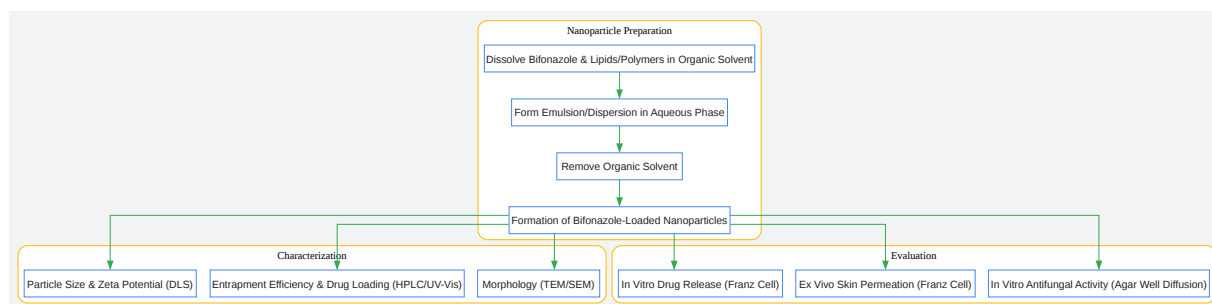 Nanoparticle Preparation
Dissolve Bifonazole & Lipids/Polymers in Organic Solvent
Form Emulsion/Dispersion in Aqueous Phase
Remove Organic Solvent
Formation of Bifonazole-Loaded Nanoparticles
Characterization
Particle Size & Zeta Potential (DLS)
Entrapment Efficiency & Drug Loading (HPLC/UV-Vis)
Morphology (TEM/SEM)
Evaluation
In Vitro Drug Release (Franz Cell)
Ex Vivo Skin Permeation (Franz Cell)
In Vitro Antifungal Activity (Agar Well Diffusion)